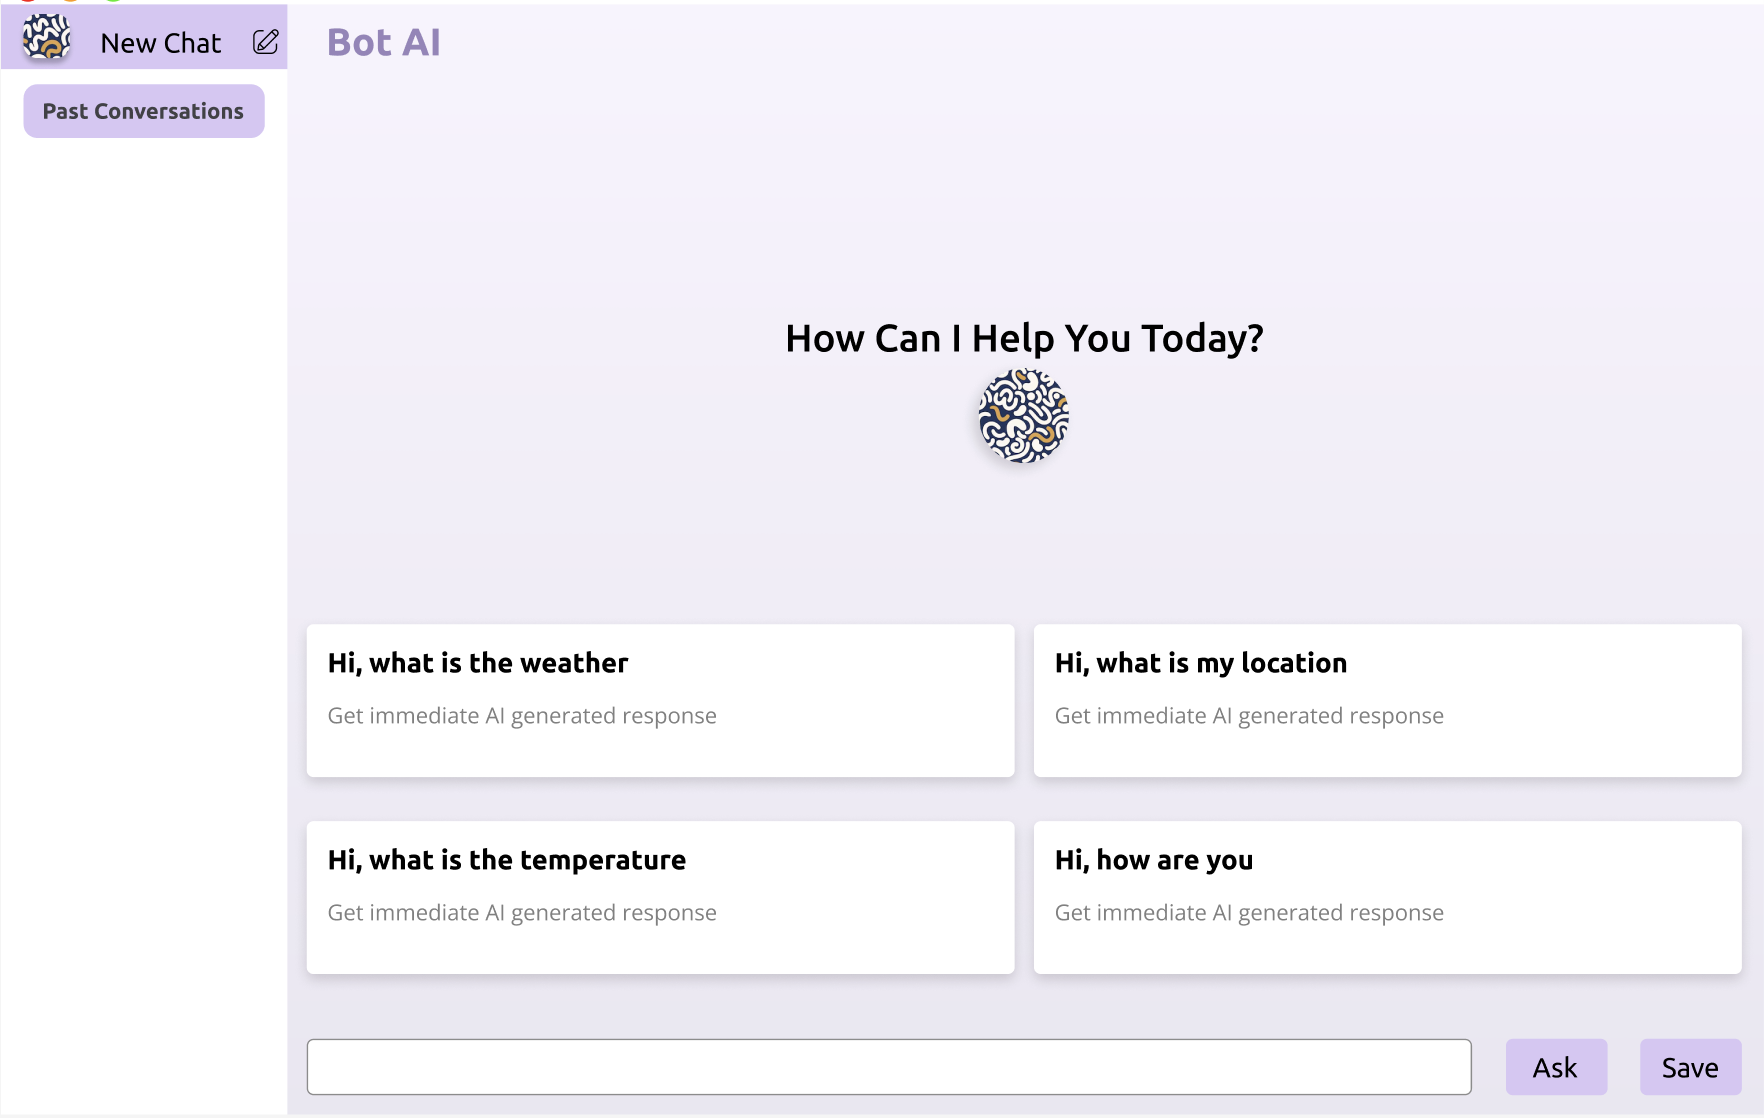 New Chat
Bot AI
Past Conversations
How Can I Help You Today?
Hi, what is the weather
Get immediate AI generated response
Hi, what is my location
Get immediate AI generated response
Hi, what is the temperature
Get immediate AI generated response
Hi, how are you
Get immediate AI generated response
Ask
Save